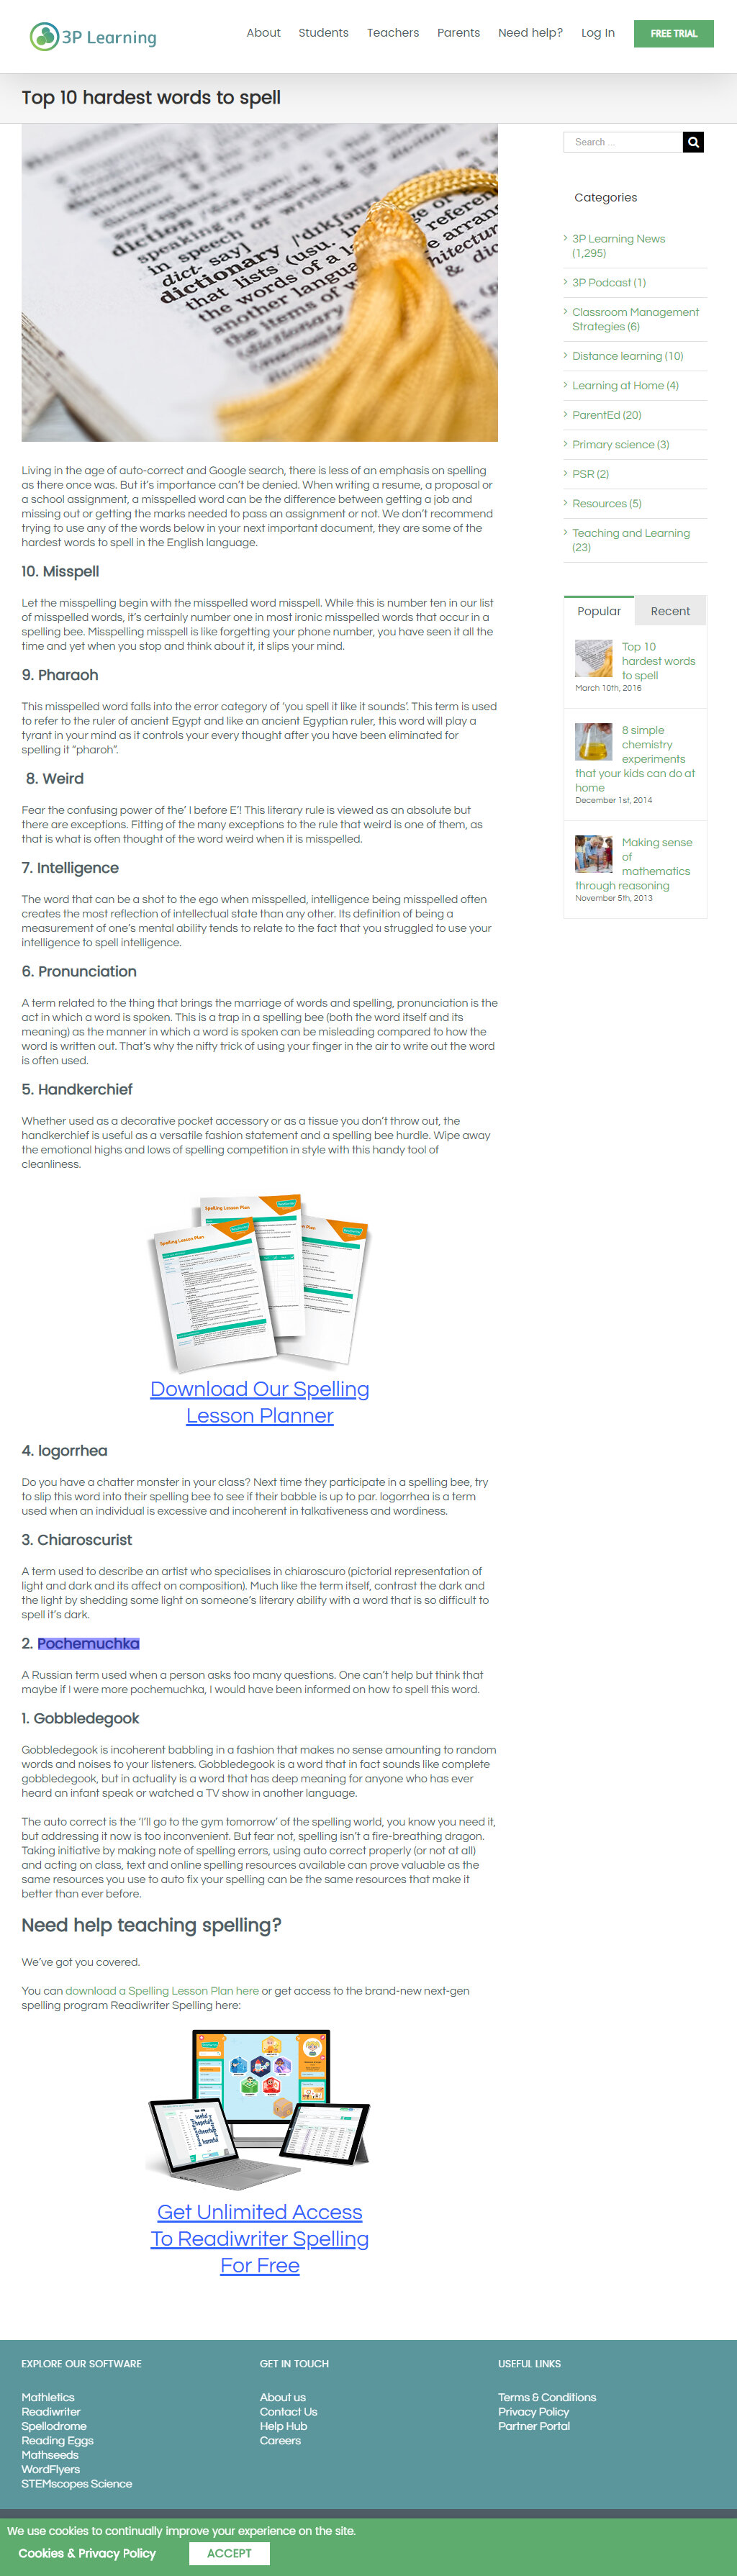 3P Learning
About Students Teachers Parents Need help? Log In FREE TRIAL
Top 10 hardest words to spell
in speech
dict- say]
dictionary /'dikʃ
that lists (usu. in
the words of a la
another langua
terms of
Living in the age of auto-correct and Google search, there is less of an emphasis on spelling
as there once was. But it's importance can't be denied. When writing a resume, a proposal or
a school assignment, a misspelled word can be the difference between getting a job and
missing out or getting the marks needed to pass an assignment or not. We don't recommend
trying to use any of the words below in your next important document, they are some of the
hardest words to spell in the English language.
10. Misspell
Let the misspelling begin with the misspelled word misspell. While this is number ten in our list
of misspelled words, it's certainly number one in most ironic misspelled words that occur in a
spelling bee. Misspelling misspell is like forgetting your phone number, you have seen it all the
time and yet when you stop and think about it, it slips your mind.
9. Pharaoh
This misspelled word falls into the error category of 'you spell it like it sounds'. This term is used
to refer to the ruler of ancient Egypt and like an ancient Egyptian ruler, this word will play a
tyrant in your mind as it controls your every thought after you have been eliminated for
spelling it "pharoh".
8. Weird
Fear the confusing power of the' I before E'! This literary rule is viewed as an absolute but
there are exceptions. Fitting of the many exceptions to the rule that weird is one of them, as
that is what is often thought of the word weird when it is misspelled.
7. Intelligence
The word that can be a shot to the ego when misspelled, intelligence being misspelled often
creates the most reflection of intellectual state than any other. Its definition of being a
measurement of one's mental ability tends to relate to the fact that you struggled to use your
intelligence to spell intelligence.
6. Pronunciation
A term related to the thing that brings the marriage of words and spelling, pronunciation is the
act in which a word is spoken. This is a trap in a spelling bee (both the word itself and its
meaning) as the manner in which a word is spoken can be misleading compared to how the
word is written out. That's why the nifty trick of using your finger in the air to write out the word
is often used.
5. Handkerchief
Whether used as a decorative pocket accessory or as a tissue you don't throw out, the
handkerchief is useful as a versatile fashion statement and a spelling bee hurdle. Wipe away
the emotional highs and lows of spelling competition in style with this handy tool of
cleanliness.
Spelling Lesson Plan
Spelling Lesson Plan
Download Our Spelling
Lesson Planner
4. logorrhea
Do you have a chatter monster in your class? Next time they participate in a spelling bee, try
to slip this word into their spelling bee to see if their babble is up to par. logorrhea is a term
used when an individual is excessive and incoherent in talkativeness and wordiness.
3. Chiaroscurist
A term used to describe an artist who specialises in chiaroscuro (pictorial representation of
light and dark and its affect on composition). Much like the term itself, contrast the dark and
the light by shedding some light on someone's literary ability with a word that is so difficult to
spell it's dark.
2. Pochemuchka
A Russian term used when a person asks too many questions. One can't help but think that
maybe if I were more pochemuchka, I would have been informed on how to spell this word.
1. Gobbledegook
Gobbledegook is incoherent babbling in a fashion that makes no sense amounting to random
words and noises to your listeners. Gobbledegook is a word that in fact sounds like complete
gobbledegook, but in actuality is a word that has deep meaning for anyone who has ever
heard an infant speak or watched a TV show in another language.
The auto correct is the 'I'll go to the gym tomorrow' of the spelling world, you know you need it,
but addressing it now is too inconvenient. But fear not, spelling isn't a fire-breathing dragon.
Taking initiative by making note of spelling errors, using auto correct properly (or not at all)
and acting on class, text and online spelling resources available can prove valuable as the
same resources you use to auto fix your spelling can be the same resources that make it
better than ever before.
Need help teaching spelling?
We've got you covered.
You can download a Spelling Lesson Plan here or get access to the brand-new next-gen
spelling program Readiwriter Spelling here:
useful
hopeful
cheerful
harmful
Get Unlimited Access
To Readiwriter Spelling
For Free
Search ...
Categories
3P Learning News
(1,295)
3P Podcast (1)
Classroom Management
Strategies (6)
Distance learning (10)
Learning at Home (4)
ParentEd (20)
Primary science (3)
PSR (2)
Resources (5)
Teaching and Learning
(23)
Popular Recent
Top 10
hardest words
to spell
March 10th, 2016
8 simple
chemistry
experiments
that your kids can do at
home
December 1st, 2014
Making sense
of
mathematics
through reasoning
November 5th, 2013
EXPLORE OUR SOFTWARE
Mathletics
Readiwriter
Spellodrome
Reading Eggs
Mathseeds
WordFlyers
STEMscopes Science
GET IN TOUCH
About us
Contact Us
Help Hub
Careers
USEFUL LINKS
Terms & Conditions
Privacy Policy
Partner Portal
We use cookies to continually improve your experience on the site.
Cookies & Privacy Policy ACCEPT